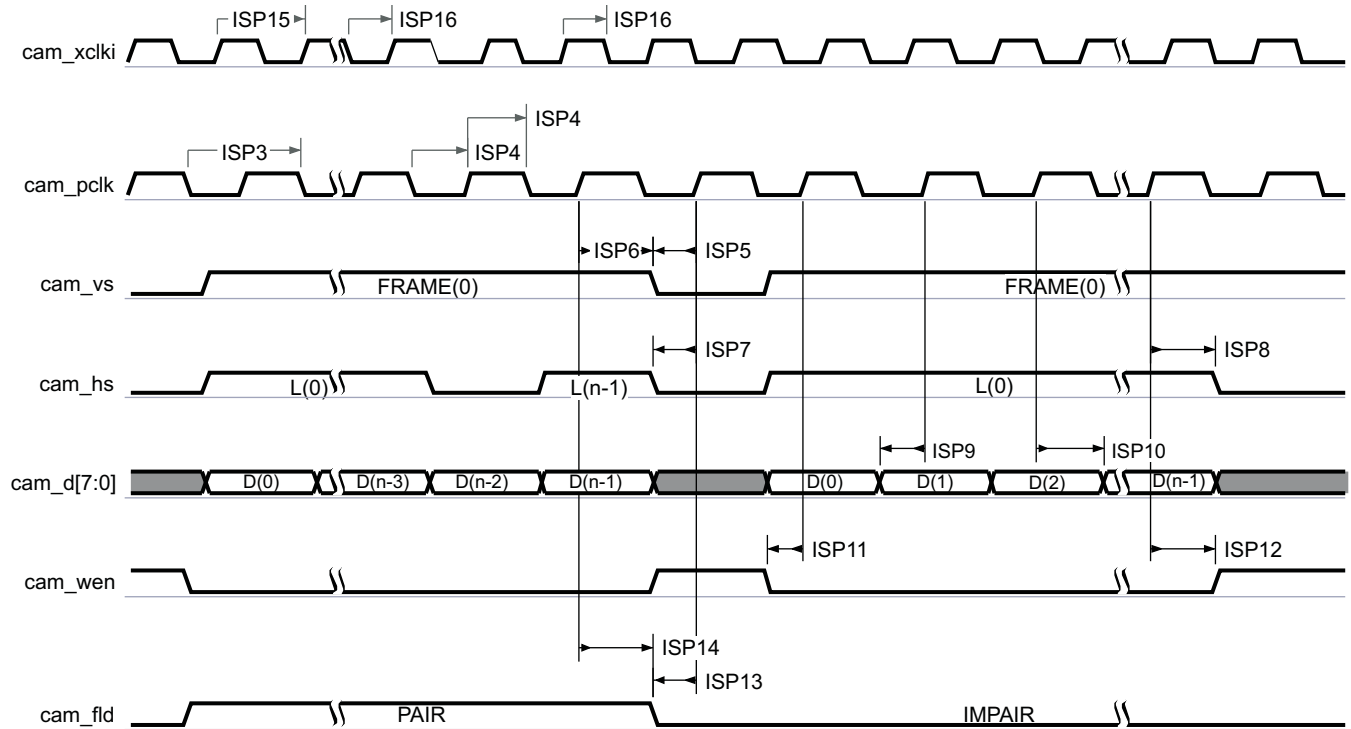 ISP15 ISP16 ISP16
cam_xclki
ISP4
ISP3 ISP4
cam_pclk
ISP6 ISP5
cam_vs FRAME(0) FRAME(0)
ISP7 ISP8
cam_hs L(0) L(n-1) L(0)
ISP9 ISP10
cam_d[7:0] D(0) D(n-3) D(n-2) D(n-1) D(0) D(1) D(2) D(n-1)
ISP11 ISP12
cam_wen
ISP14
ISP13
cam_fld PAIR IMPAIR